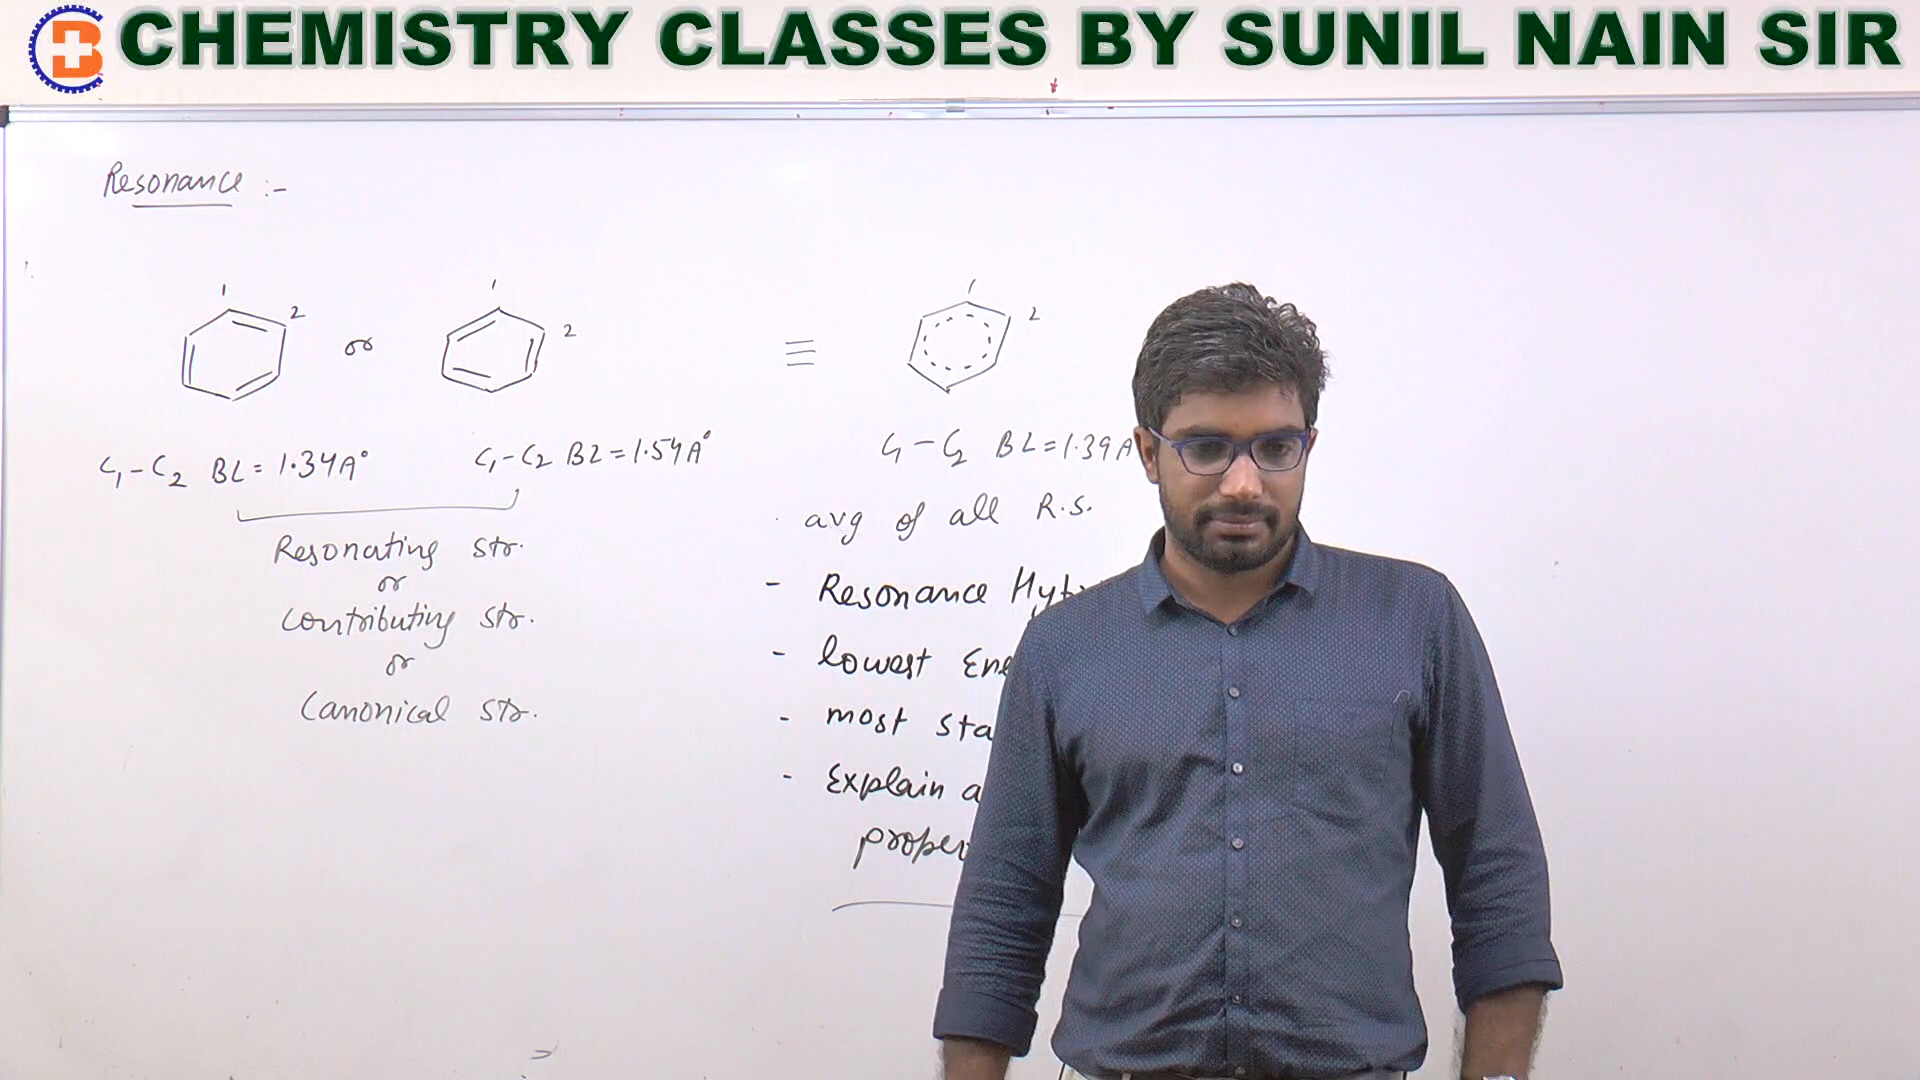 CHEMISTRY CLASSES BY SUNIL NAIN SIR
Resonance :-
1 2 or 1 2 ≡ 1 2
C1-C2 BL = 1.34A° C1-C2 BL = 1.54A° C1-C2 BL = 1.39A
avg of all R.S.
Resonating str.
or
Contributing str.
or
Canonical str.
- Resonance
- lowest
- most
- Explain